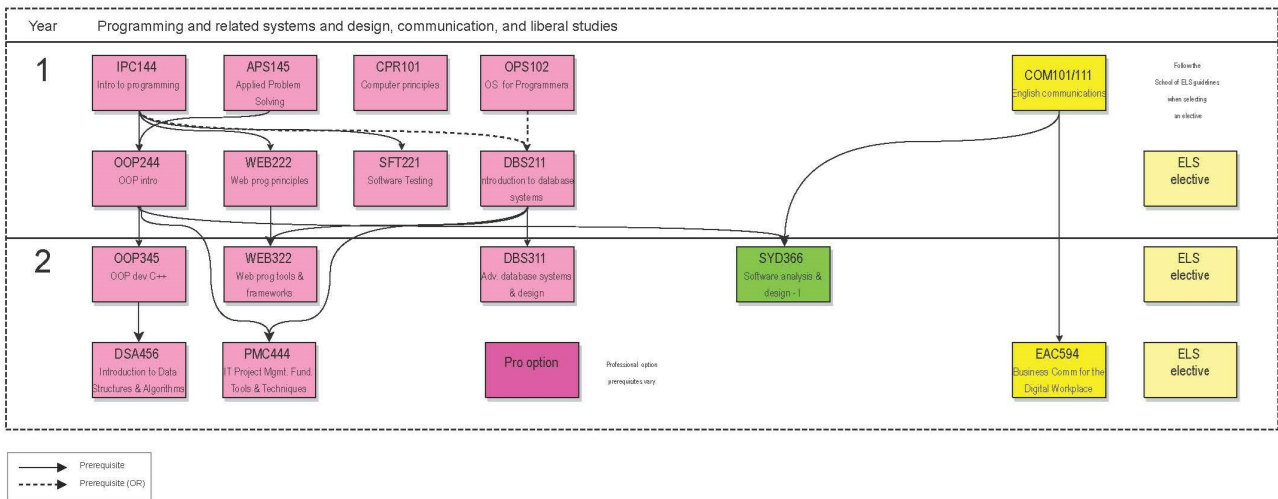 Year Programming and related systems and design, communication, and liberal studies
1
IPC144
Intro to programming
APS145
Applied Problem
Solving
CPR101
Computer principles
OPS102
OS for Programmers
COM101/111
English communications
Follow the
School of ELS guidelines
when selecting
an elective
OOP244
OOP intro
WEB222
Web prog principles
SFT221
Software Testing
DBS211
Introduction to database
systems
ELS
elective
2
OOP345
OOP dev C++
WEB322
Web prog tools &
frameworks
DBS311
Adv. database systems
& design
SYD366
Software analysis &
design - I
ELS
elective
DSA456
Introduction to Data
Structures & Algorithms
PMC444
IT Project Mgmt. Fund.
Tools & Techniques
Pro option
Professional option
prerequisites vary
EAC594
Business Comm for the
Digital Workplace
ELS
elective
Prerequisite
Prerequisite (OR)